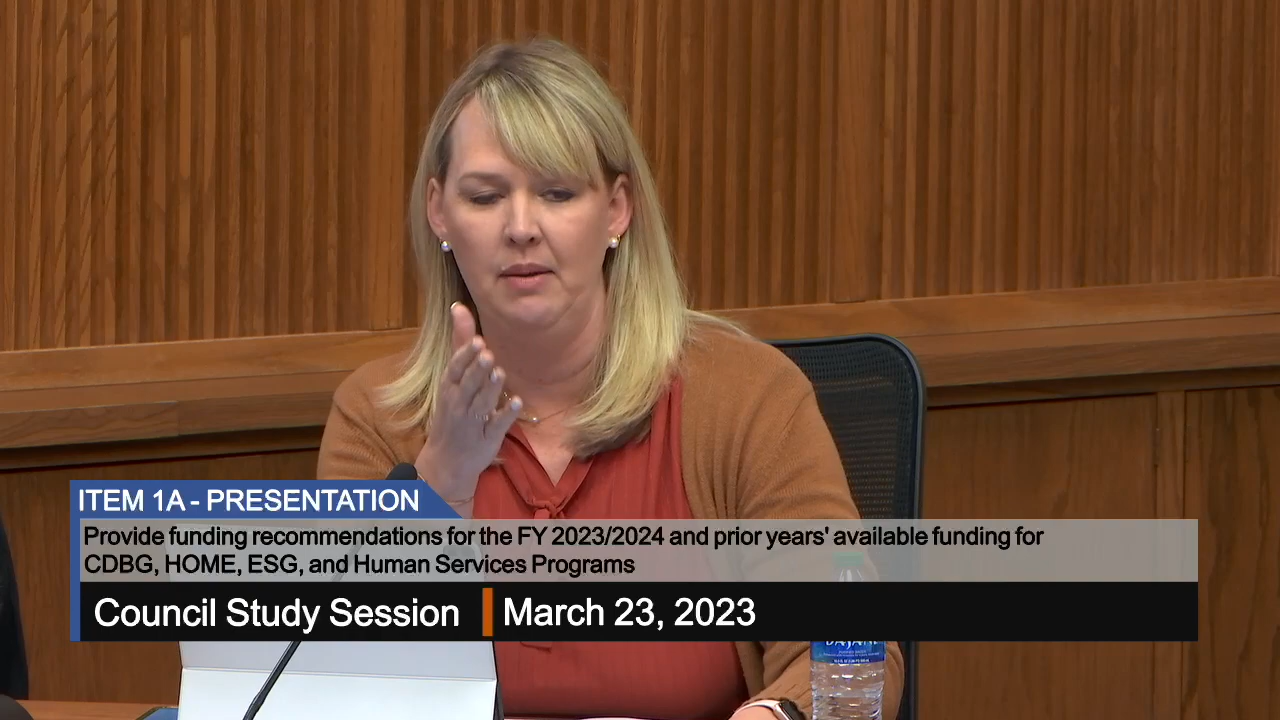 ITEM 1A - PRESENTATION
Provide funding recommendations for the FY 2023/2024 and prior years' available funding for
CDBG, HOME, ESG, and Human Services Programs
Council Study Session
March 23, 2023
DASANI